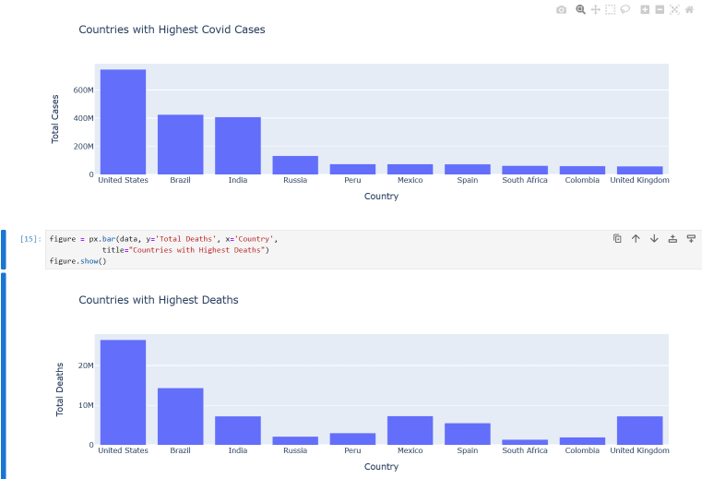 Countries with Highest Covid Cases
Total Cases
600M
400M
200M
0
United States Brazil India Russia Peru Mexico Spain South Africa Colombia United Kingdom
Country
[15]: figure = px.bar(data, y='Total Deaths', x='Country',
title="Countries with Highest Deaths")
figure.show()
Countries with Highest Deaths
Total Deaths
20M
10M
0
United States Brazil India Russia Peru Mexico Spain South Africa Colombia United Kingdom
Country